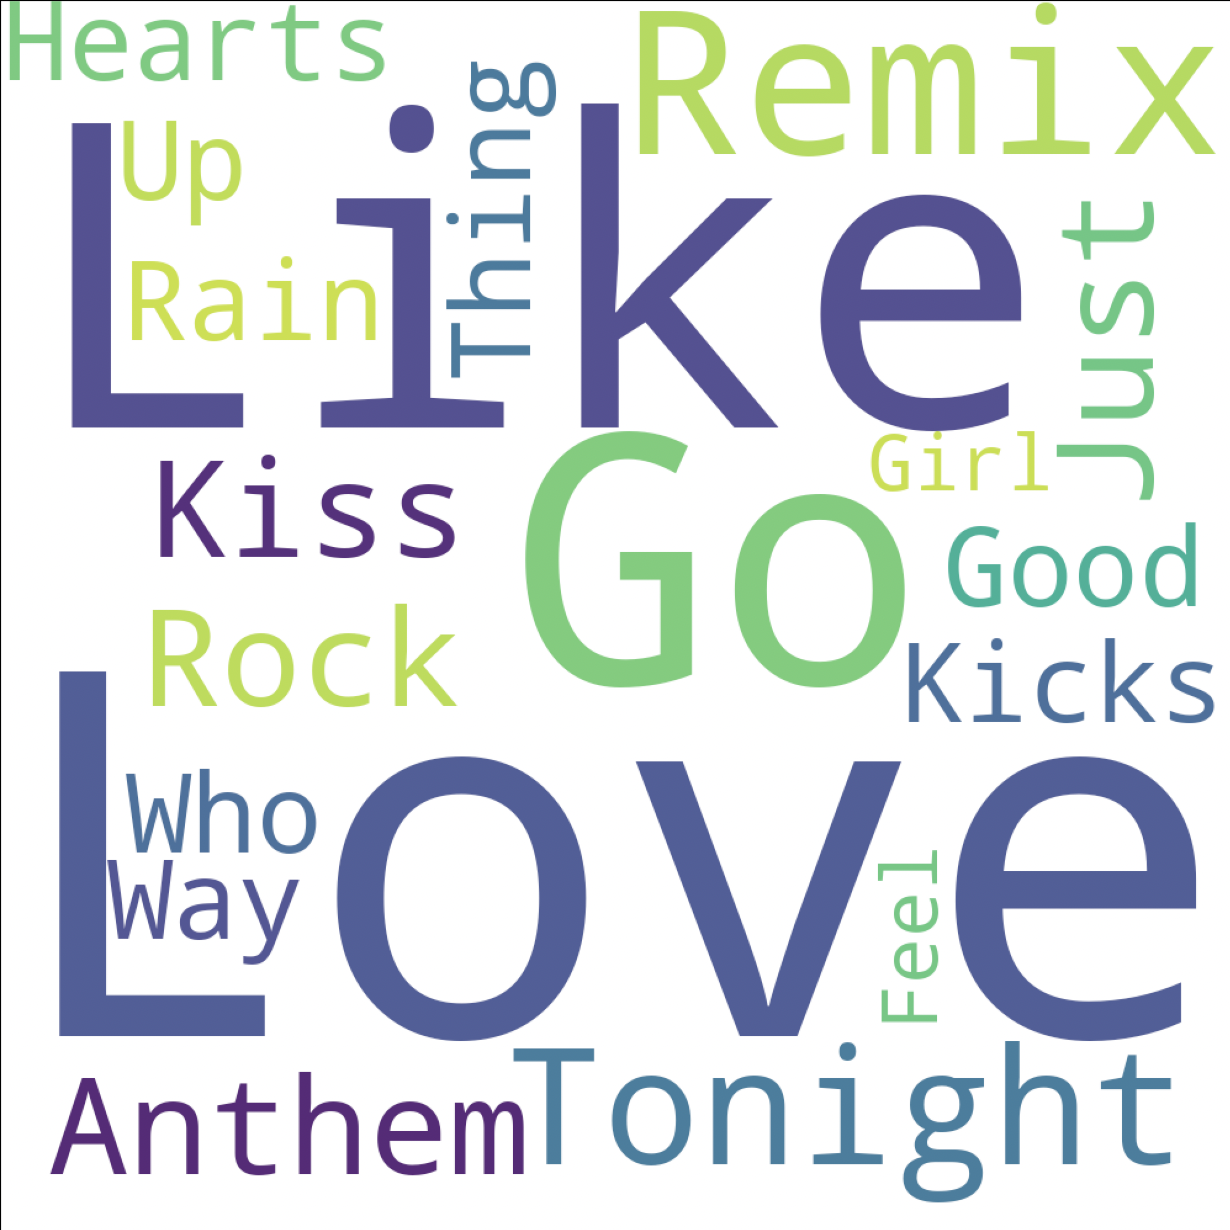 Hearts
Remix
Thing
Up
Like
Rain
Just
Kiss
Go
Girl
Good
Rock
Kicks
Love
Who
Way
Feel
Anthem
Tonight